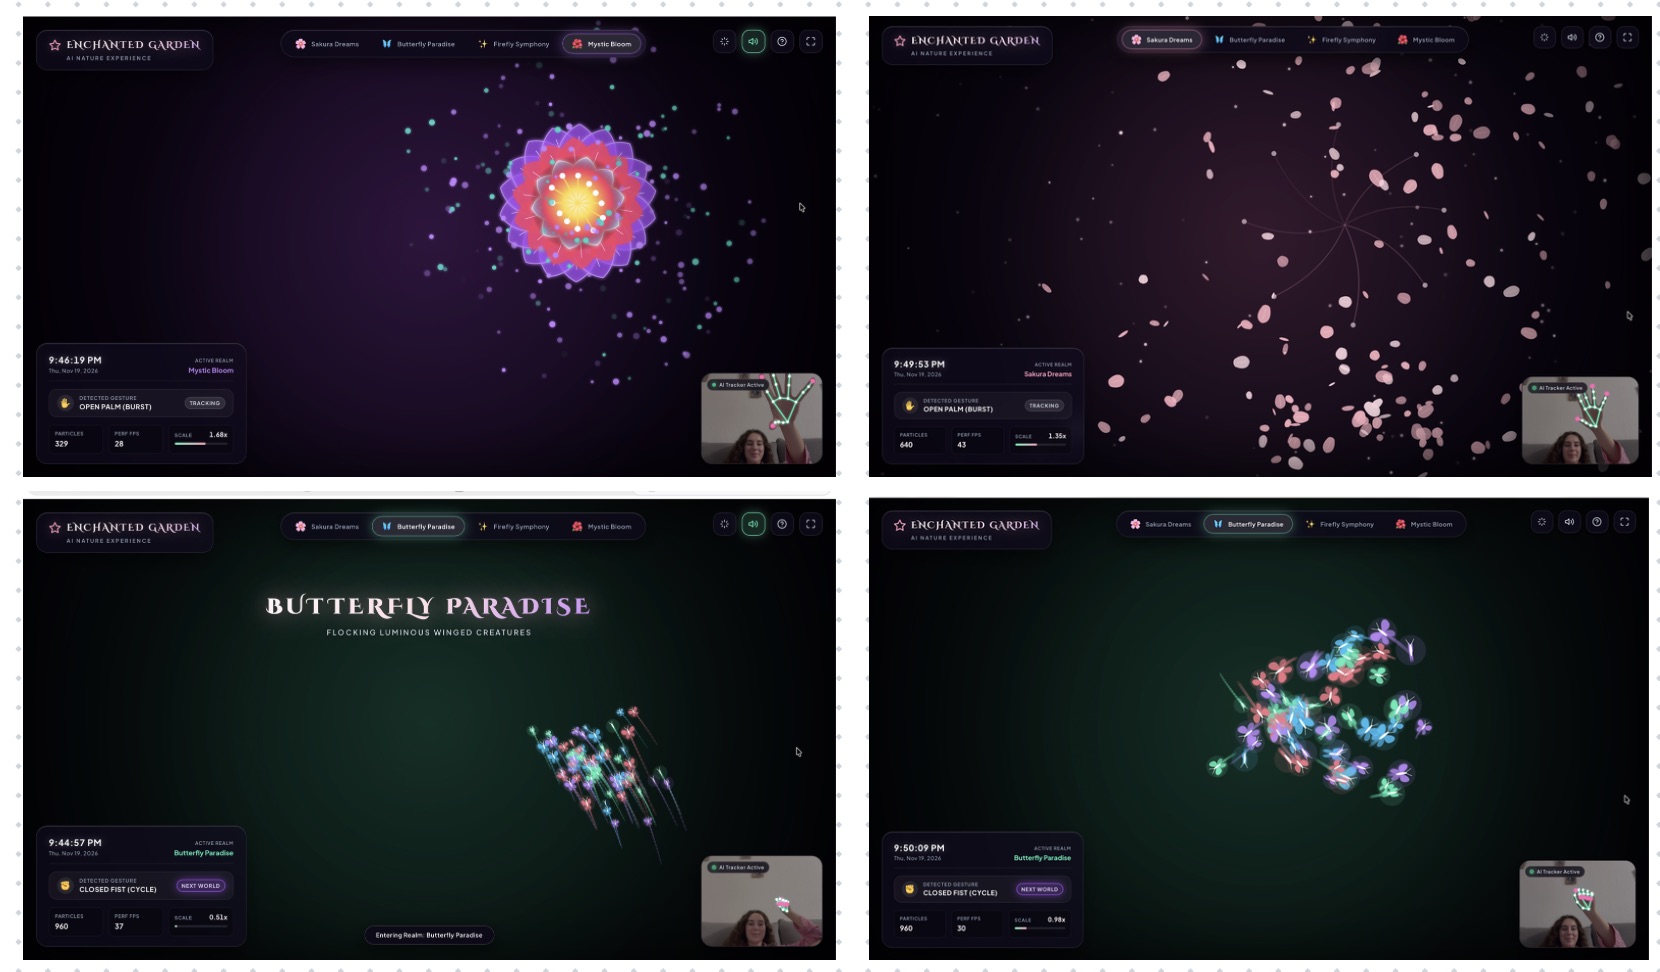 ENCHANTED GARDEN
AI NATURE EXPERIENCE
Sakura Dreams
Butterfly Paradise
Firefly Symphony
Mystic Bloom
9:46:19 PM
Thu, Nov 19, 2026
ACTIVE REALM
Mystic Bloom
DETECTED GESTURE
OPEN PALM (BURST)
TRACKING
PARTICLES
329
PERF FPS
28
SCALE
1.68x
AI Tracker Active
ENCHANTED GARDEN
AI NATURE EXPERIENCE
Sakura Dreams
Butterfly Paradise
Firefly Symphony
Mystic Bloom
9:49:53 PM
Thu, Nov 19, 2026
ACTIVE REALM
Sakura Dreams
DETECTED GESTURE
OPEN PALM (BURST)
TRACKING
PARTICLES
640
PERF FPS
43
SCALE
1.35x
AI Tracker Active
ENCHANTED GARDEN
AI NATURE EXPERIENCE
Sakura Dreams
Butterfly Paradise
Firefly Symphony
Mystic Bloom
BUTTERFLY PARADISE
FLOCKING LUMINOUS WINGED CREATURES
9:44:57 PM
Thu, Nov 19, 2026
ACTIVE REALM
Butterfly Paradise
DETECTED GESTURE
CLOSED FIST (CYCLE)
NEXT WORLD
PARTICLES
960
PERF FPS
37
SCALE
0.51x
Entering Realm: Butterfly Paradise
AI Tracker Active
ENCHANTED GARDEN
AI NATURE EXPERIENCE
Sakura Dreams
Butterfly Paradise
Firefly Symphony
Mystic Bloom
9:50:09 PM
Thu, Nov 19, 2026
ACTIVE REALM
Butterfly Paradise
DETECTED GESTURE
CLOSED FIST (CYCLE)
NEXT WORLD
PARTICLES
960
PERF FPS
30
SCALE
0.98x
AI Tracker Active